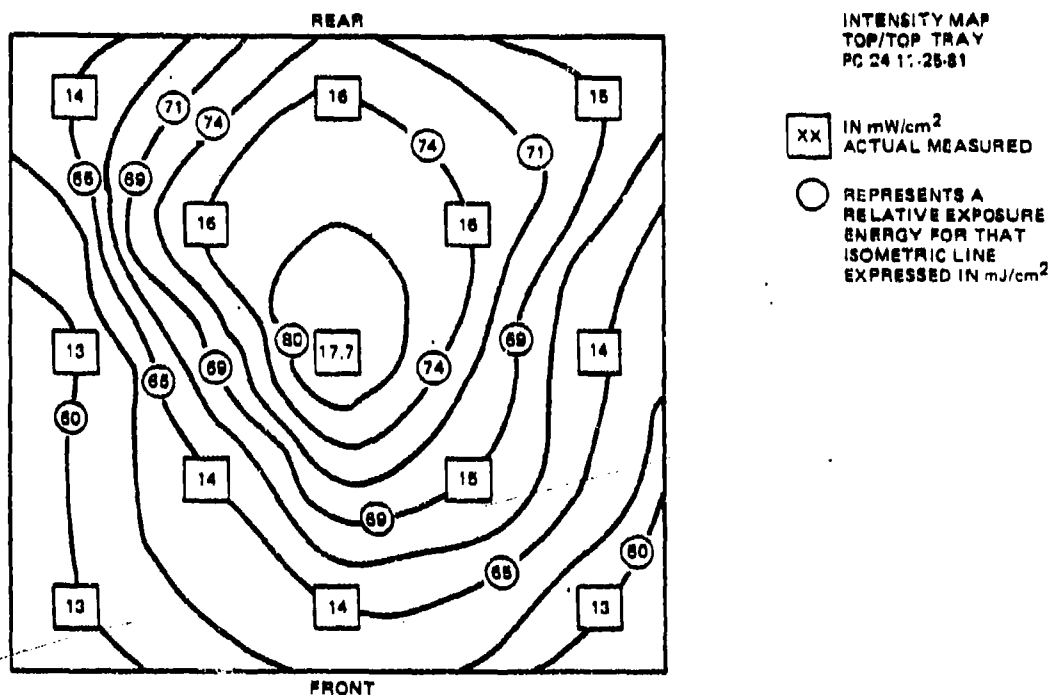 REAR
14
16
15
71
74
74
71
65
69
16
16
80
17.7
69
13
14
69
74
65
60
14
15
69
60
65
13
14
13
FRONT
INTENSITY MAP
TOP/TOP TRAY
PC 24
XX
IN mW/cm²
ACTUAL MEASURED
REPRESENTS A
RELATIVE EXPOSURE
ENERGY FOR THAT
ISOMETRIC LINE
EXPRESSED IN mJ/cm²